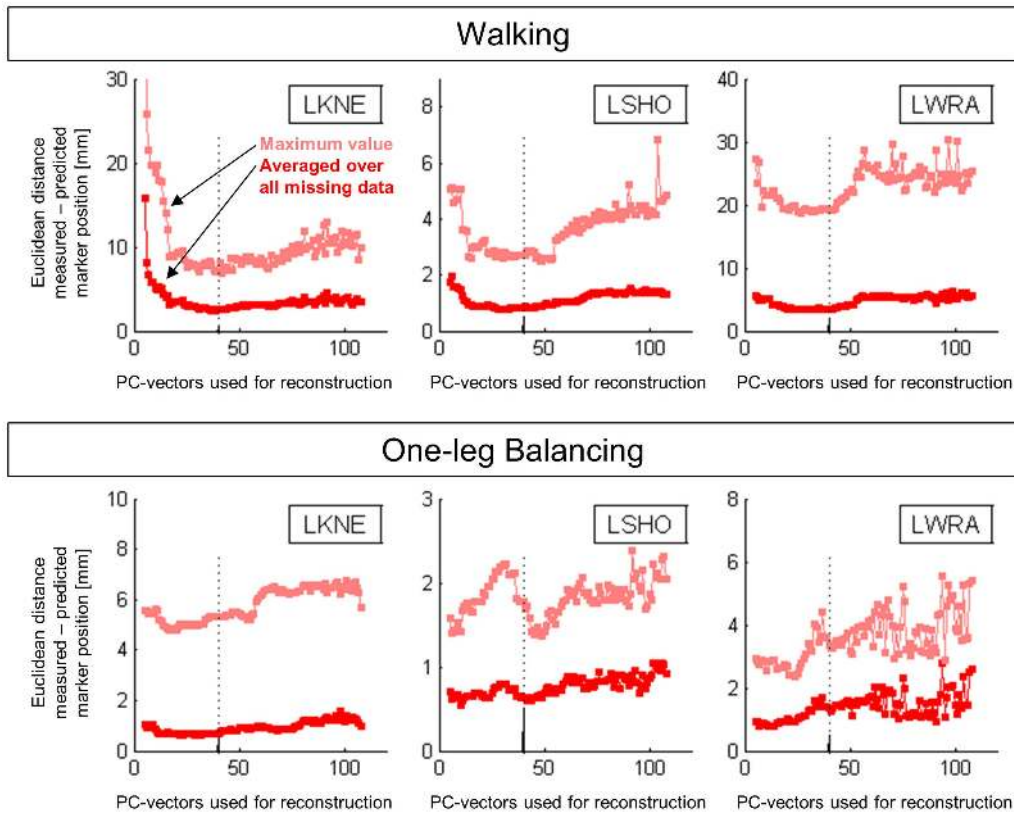 Walking
Euclidean distance
measured – predicted
marker position [mm]
30
20
10
0
LKNE
Maximum value
Averaged over
all missing data
0
50
100
PC-vectors used for reconstruction
8
6
4
2
0
LSHO
0
50
100
PC-vectors used for reconstruction
40
30
20
10
0
LWRA
0
50
100
PC-vectors used for reconstruction
One-leg Balancing
Euclidean distance
measured – predicted
marker position [mm]
10
8
6
4
2
0
LKNE
0
50
100
PC-vectors used for reconstruction
3
2
1
0
LSHO
0
50
100
PC-vectors used for reconstruction
8
6
4
2
0
LWRA
0
50
100
PC-vectors used for reconstruction